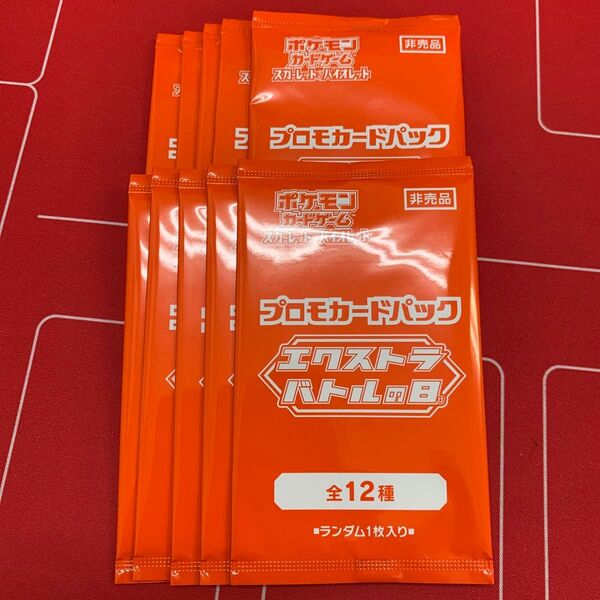 ポケモン
カードゲーム
スカーレット&バイオレット
非売品
プロモカードパック
ポケモン
カードゲーム
スカーレット&バイオレット
非売品
プロモカードパック
エクストラ
バトルの日
全12種
■ランダム1枚入り■